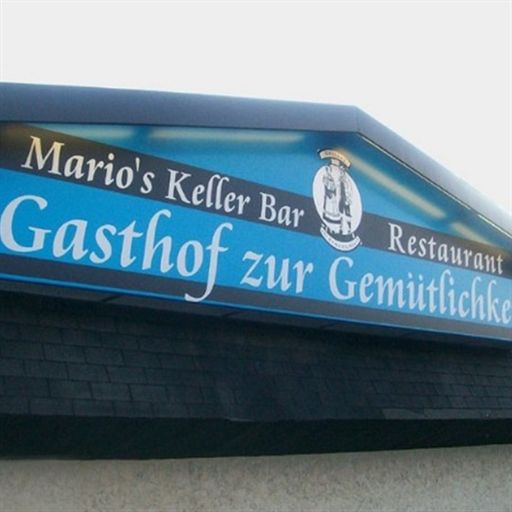 Mario's Keller Bar Restaurant
Gasthof zur Gemütlichke